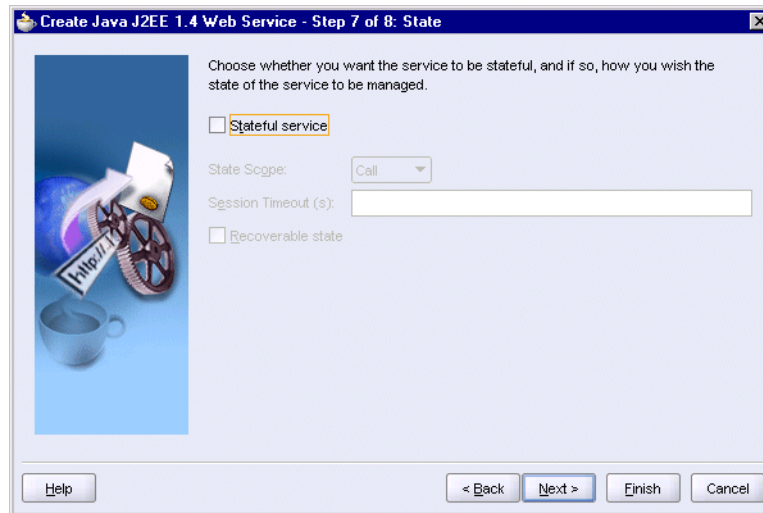 Create Java J2EE 1.4 Web Service - Step 7 of 8: State
Choose whether you want the service to be stateful, and if so, how you wish the
state of the service to be managed.
Stateful service
State Scope: Call
Session Timeout (s):
Recoverable state
http://
Help < Back Next > Finish Cancel